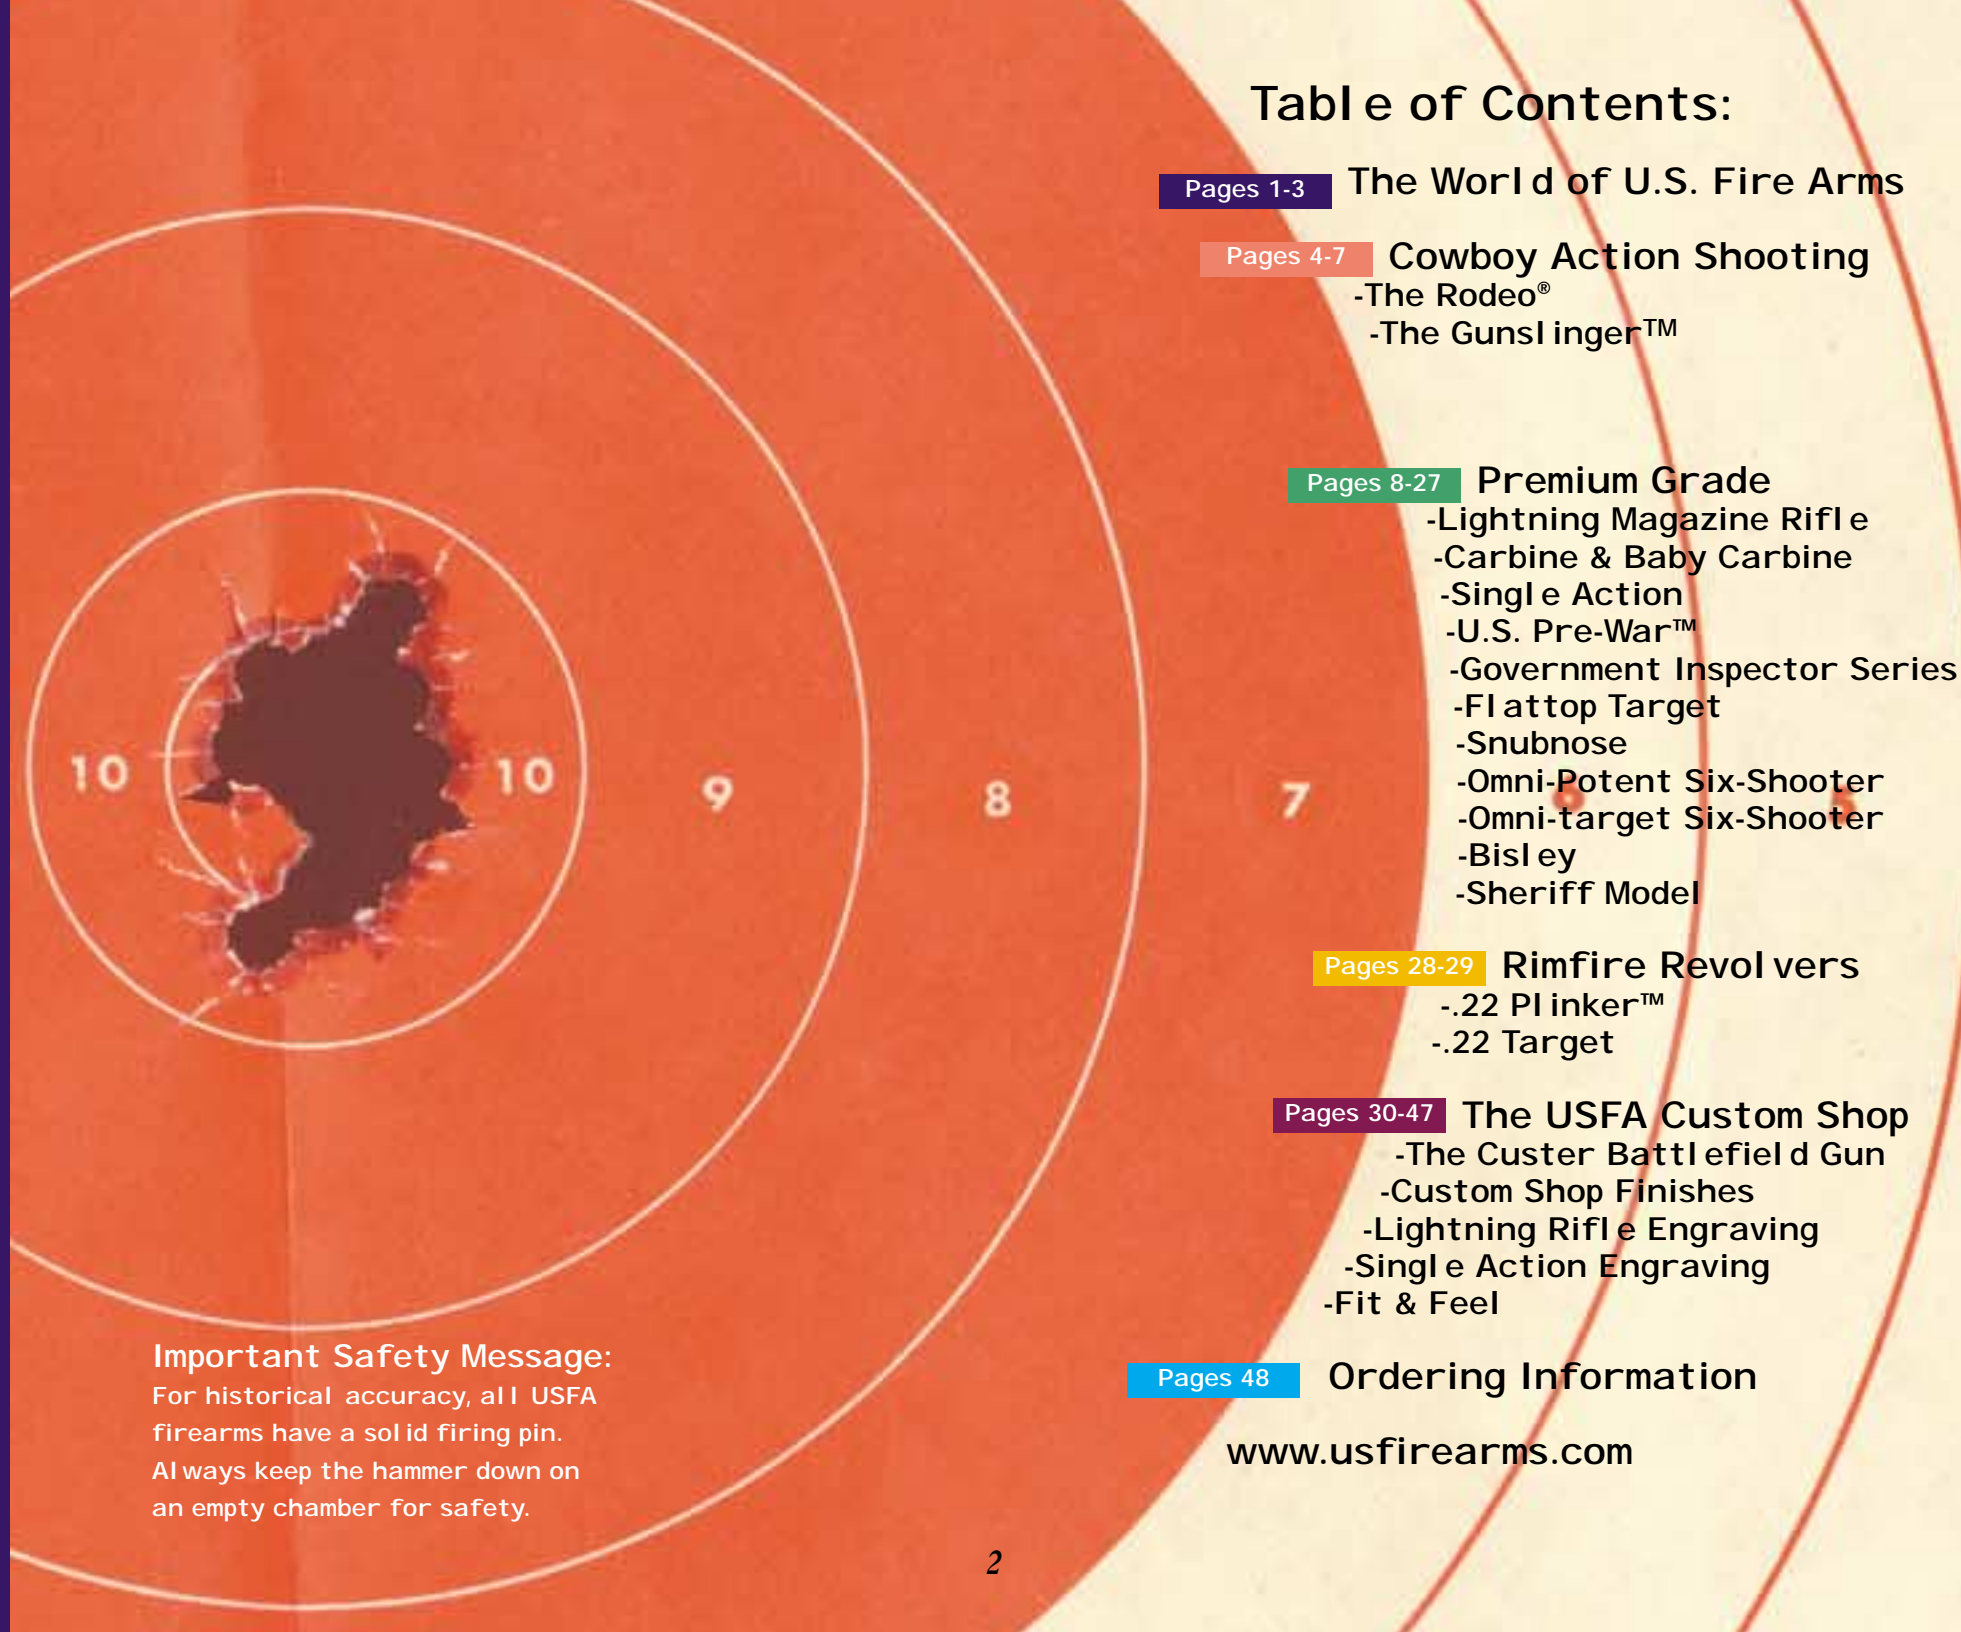 Table of Contents:
Pages 1-3 The World of U.S. Fire Arms
Pages 4-7 Cowboy Action Shooting
-The Rodeo®
-The Gunslinger™
Pages 8-27 Premium Grade
-Lightning Magazine Rifle
-Carbine & Baby Carbine
-Single Action
-U.S. Pre-War™
-Government Inspector Series
-Flattop Target
-Snubnose
-Omni-Potent Six-Shooter
-Omni-target Six-Shooter
-Bisley
-Sheriff Model
10 10 9 8 7 6 5
Pages 28-29 Rimfire Revolvers
-.22 Plinker™
-.22 Target
Pages 30-47 The USFA Custom Shop
-The Custer Battlefield Gun
-Custom Shop Finishes
-Lightning Rifle Engraving
-Single Action Engraving
-Fit & Feel
Pages 48 Ordering Information
www.usfirearms.com
Important Safety Message:
For historical accuracy, all USFA
firearms have a solid firing pin.
Always keep the hammer down on
an empty chamber for safety.
2